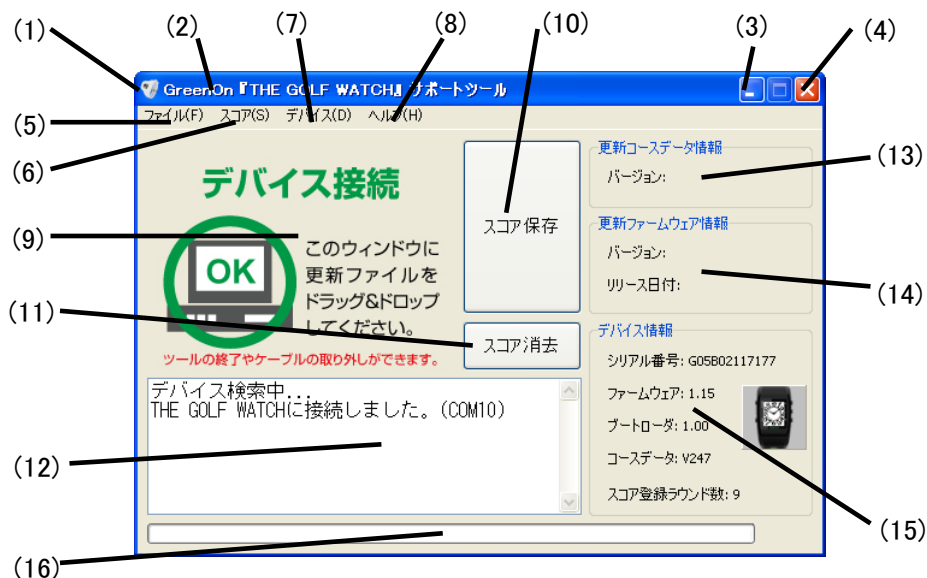 (1)
(2)
(7)
(8)
(10)
(3)
(4)
GreenOn『THE GOLF WATCH』サポートツール
(5)
ファイル(F) スコア(S) デバイス(D) ヘルプ(H)
(6)
デバイス接続
OK
(9)
このウィンドウに
更新ファイルを
ドラッグ&ドロップ
してください。
(11)
ツールの終了やケーブルの取り外しができます。
スコア保存
スコア消去
更新コースデータ情報
バージョン:
(13)
更新ファームウェア情報
バージョン:
リリース日付:
(14)
デバイス情報
シリアル番号: G05B02117177
ファームウェア: 1.15
ブートローダ: 1.00
コースデータ: V247
スコア登録ラウンド数: 9
(15)
デバイス検索中...
THE GOLF WATCHに接続しました。(COM10)
(12)
(16)